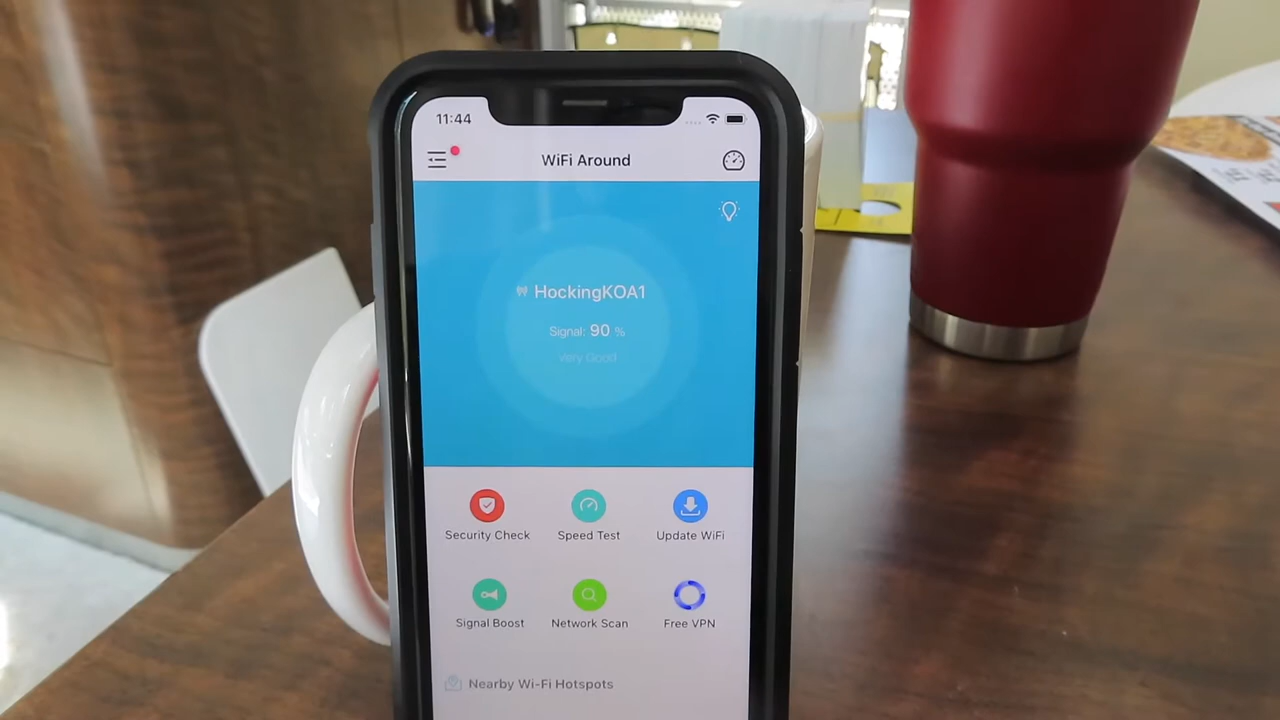 11:44
WiFi Around
HockingKOA1
Signal: 90 %
Very Good
Security Check
Speed Test
Update WiFi
Signal Boost
Network Scan
Free VPN
Nearby Wi-Fi Hotspots